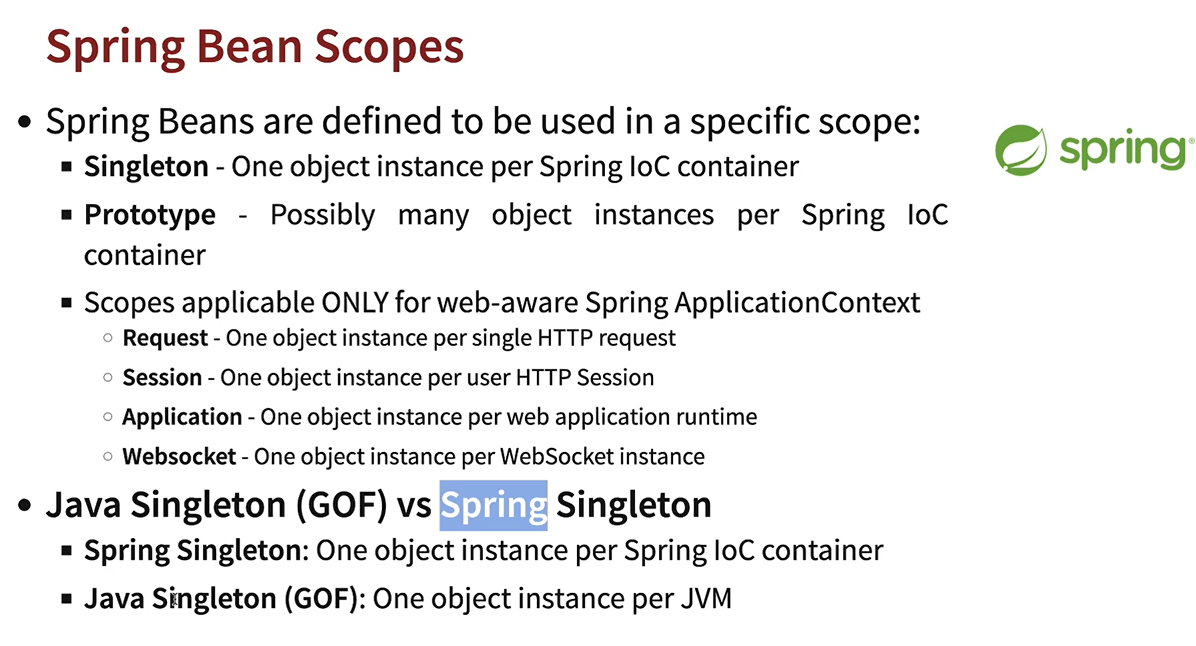 Spring Bean Scopes
• Spring Beans are defined to be used in a specific scope:
▪ Singleton - One object instance per Spring IoC container
▪ Prototype - Possibly many object instances per Spring IoC
container
▪ Scopes applicable ONLY for web-aware Spring ApplicationContext
○ Request - One object instance per single HTTP request
○ Session - One object instance per user HTTP Session
○ Application - One object instance per web application runtime
○ Websocket - One object instance per WebSocket instance
• Java Singleton (GOF) vs Spring Singleton
▪ Spring Singleton: One object instance per Spring IoC container
▪ Java Singleton (GOF): One object instance per JVM
spring®